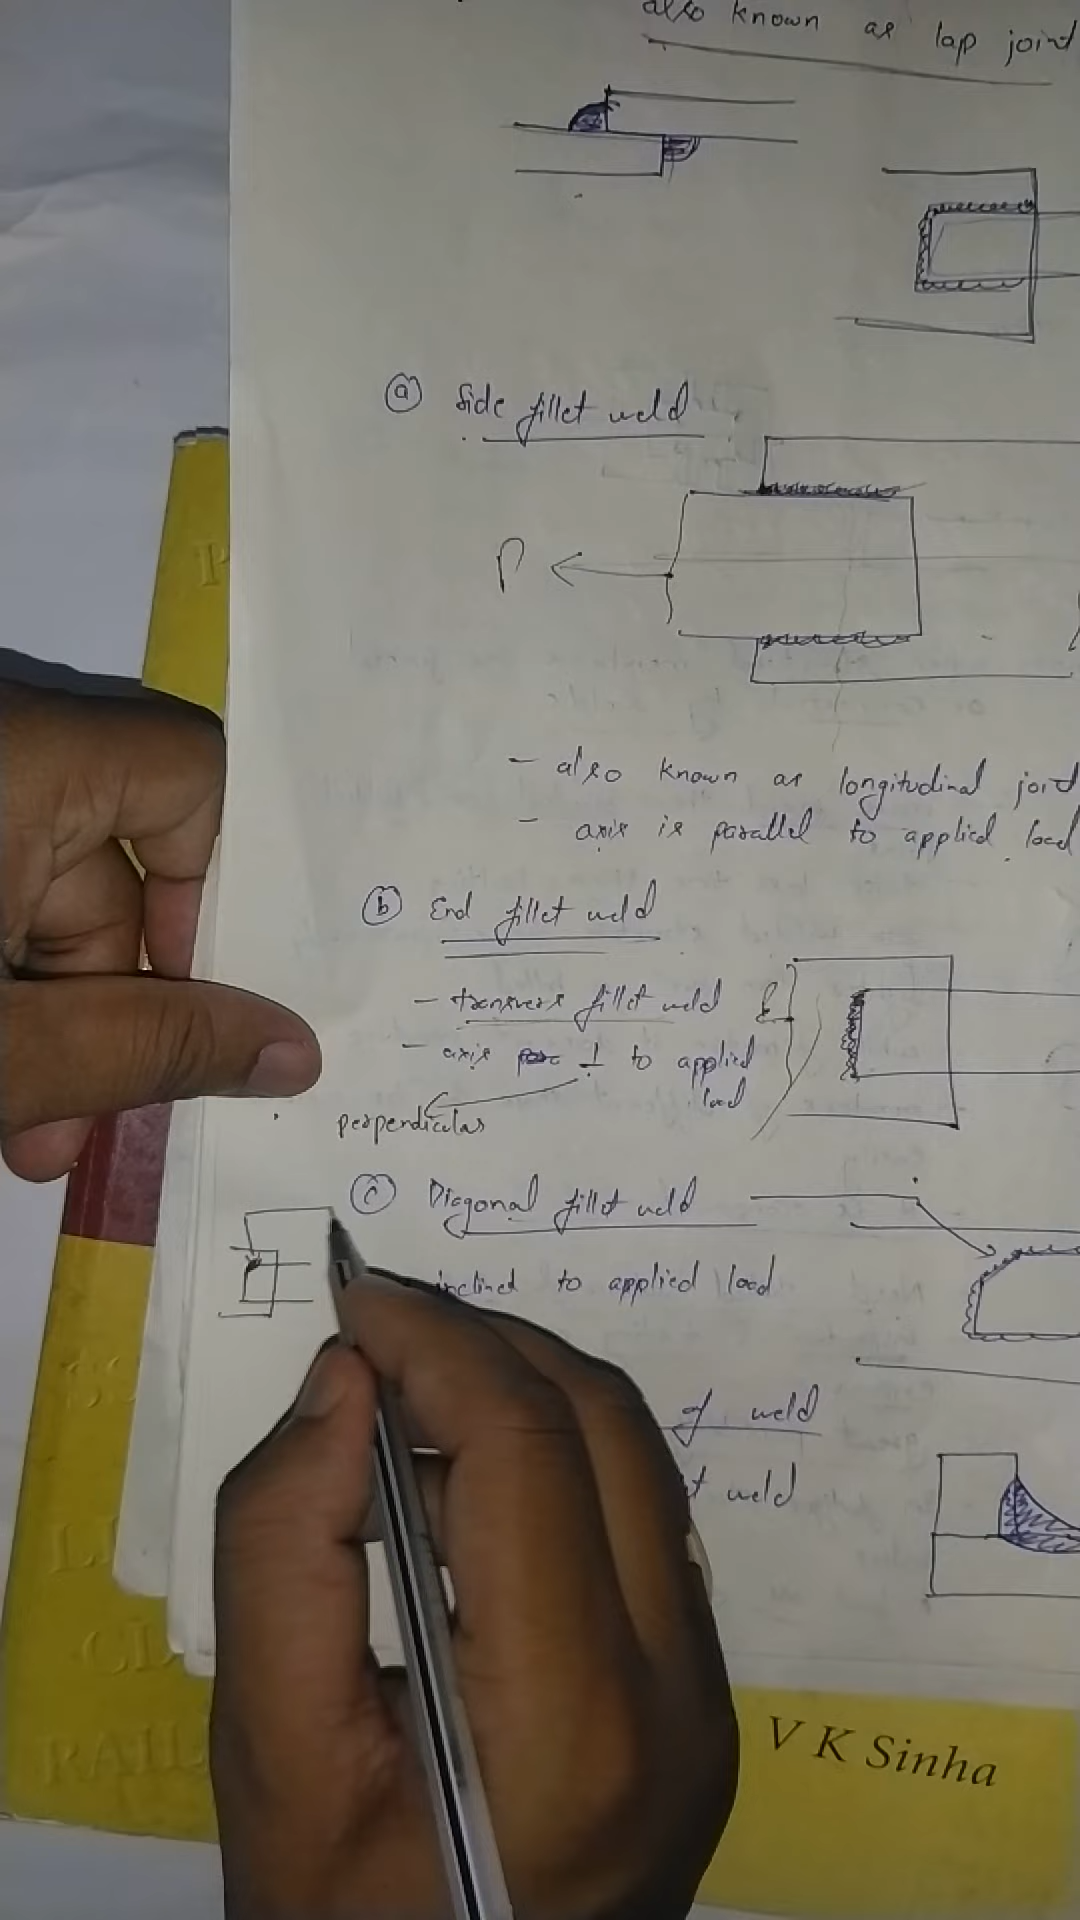 also known as lap joint
(a) Side fillet weld
P
- also known as longitudinal joint
- axis is parallel to applied load
(b) End fillet weld
- transvers fillet weld
- axis ⊥ to applied load
perpendicular
(c) Diagonal fillet weld
inclined to applied load
of weld
weld
V K Sinha